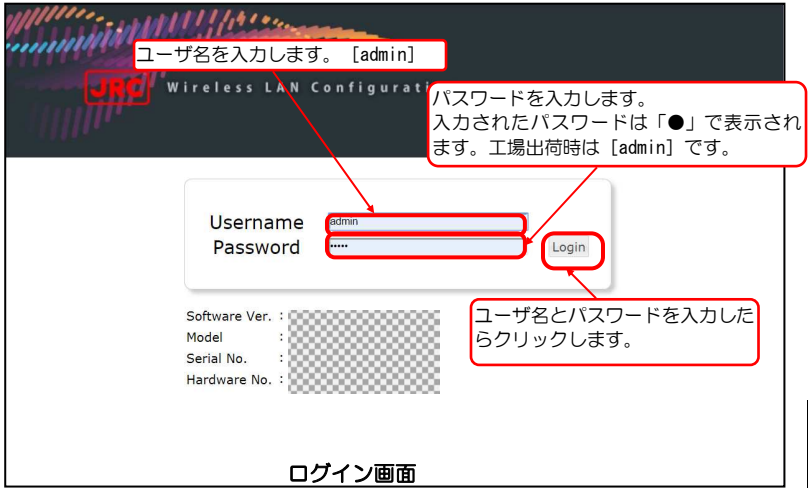 ユーザ名を入力します。 [admin]
JRC Wireless LAN Configurati
パスワードを入力します。
入力されたパスワードは「●」で表示され
ます。工場出荷時は [admin] です。
Username admin
Password •••••
Login
ユーザ名とパスワードを入力した
らクリックします。
Software Ver. :
Model :
Serial No. :
Hardware No. :
ログイン画面